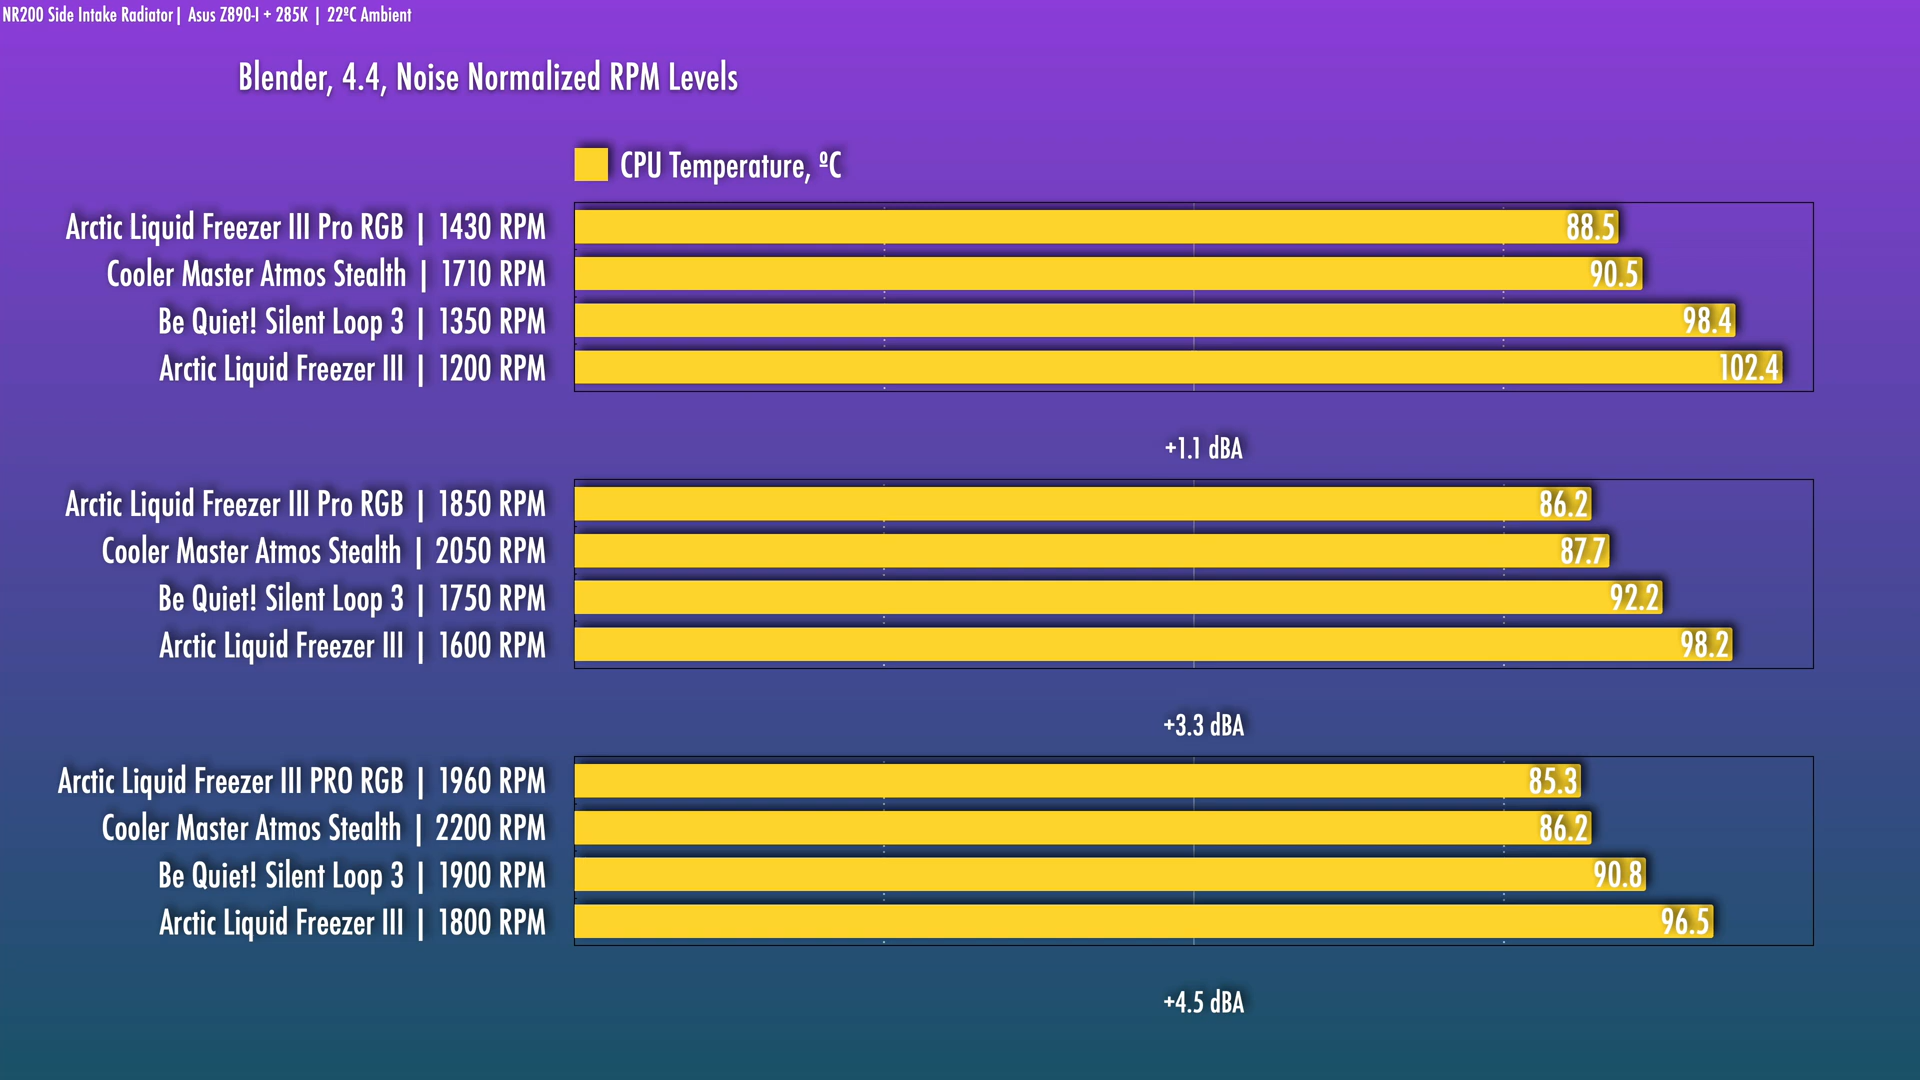 NR200 Side Intake Radiator| Asus Z890-I + 285K | 22ºC Ambient
Blender, 4.4, Noise Normalized RPM Levels
CPU Temperature, ºC
Arctic Liquid Freezer III Pro RGB | 1430 RPM 88.5
Cooler Master Atmos Stealth | 1710 RPM 90.5
Be Quiet! Silent Loop 3 | 1350 RPM 98.4
Arctic Liquid Freezer III | 1200 RPM 102.4
+1.1 dBA
Arctic Liquid Freezer III Pro RGB | 1850 RPM 86.2
Cooler Master Atmos Stealth | 2050 RPM 87.7
Be Quiet! Silent Loop 3 | 1750 RPM 92.2
Arctic Liquid Freezer III | 1600 RPM 98.2
+3.3 dBA
Arctic Liquid Freezer III PRO RGB | 1960 RPM 85.3
Cooler Master Atmos Stealth | 2200 RPM 86.2
Be Quiet! Silent Loop 3 | 1900 RPM 90.8
Arctic Liquid Freezer III | 1800 RPM 96.5
+4.5 dBA